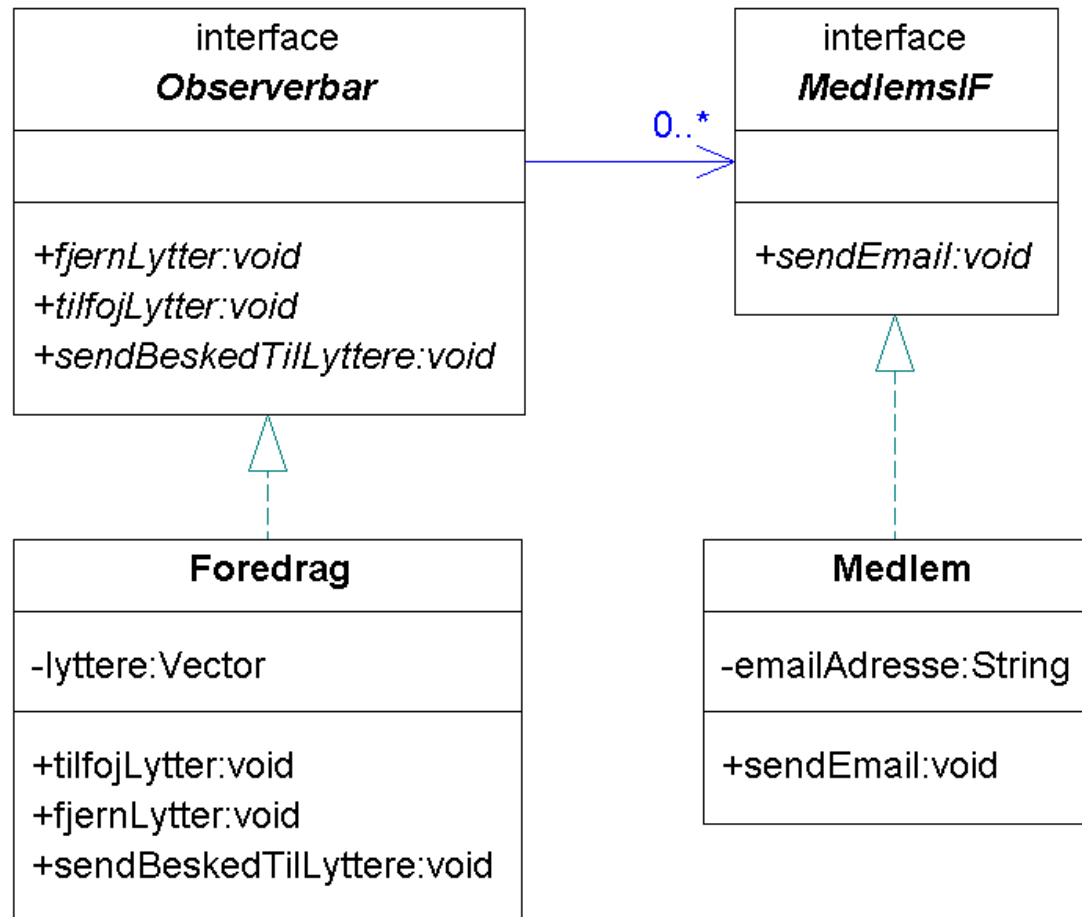 interface
Observerbar
+fjernLytter:void
+tilfojLytter:void
+sendBeskedTilLyttere:void
0..*
interface
MedlemsIF
+sendEmail:void
Foredrag
-lyttere:Vector
+tilfojLytter:void
+fjernLytter:void
+sendBeskedTilLyttere:void
Medlem
-emailAdresse:String
+sendEmail:void